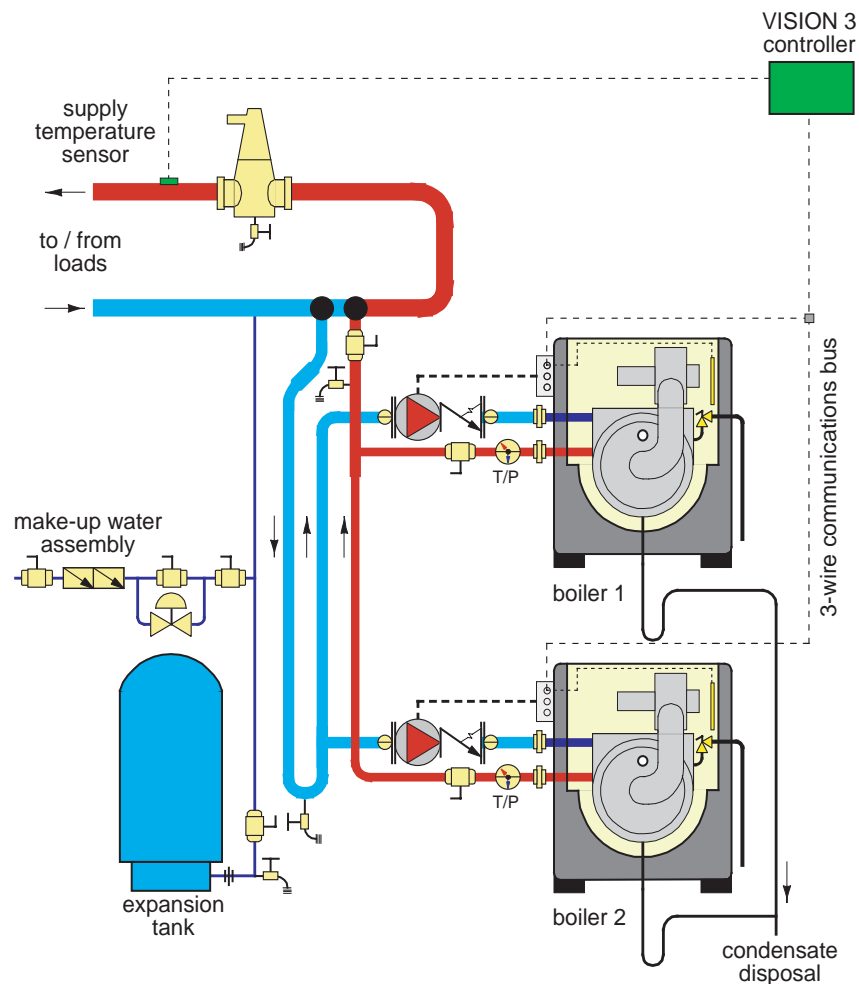 VISION 3
controller
supply
temperature
sensor
to / from
loads
T/P
make-up water
assembly
boiler 1
3-wire communications bus
T/P
expansion
tank
boiler 2
condensate
disposal